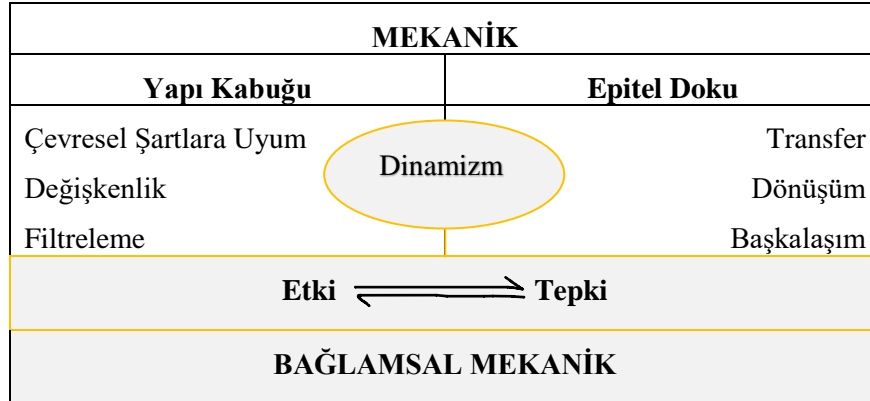 MEKANİK
Yapı Kabuğu
Epitel Doku
Çevresel Şartlara Uyum
Değişkenlik
Filtreleme
Dinamizm
Transfer
Dönüşüm
Başkalaşım
Etki Tepki
BAĞLAMSAL MEKANİK